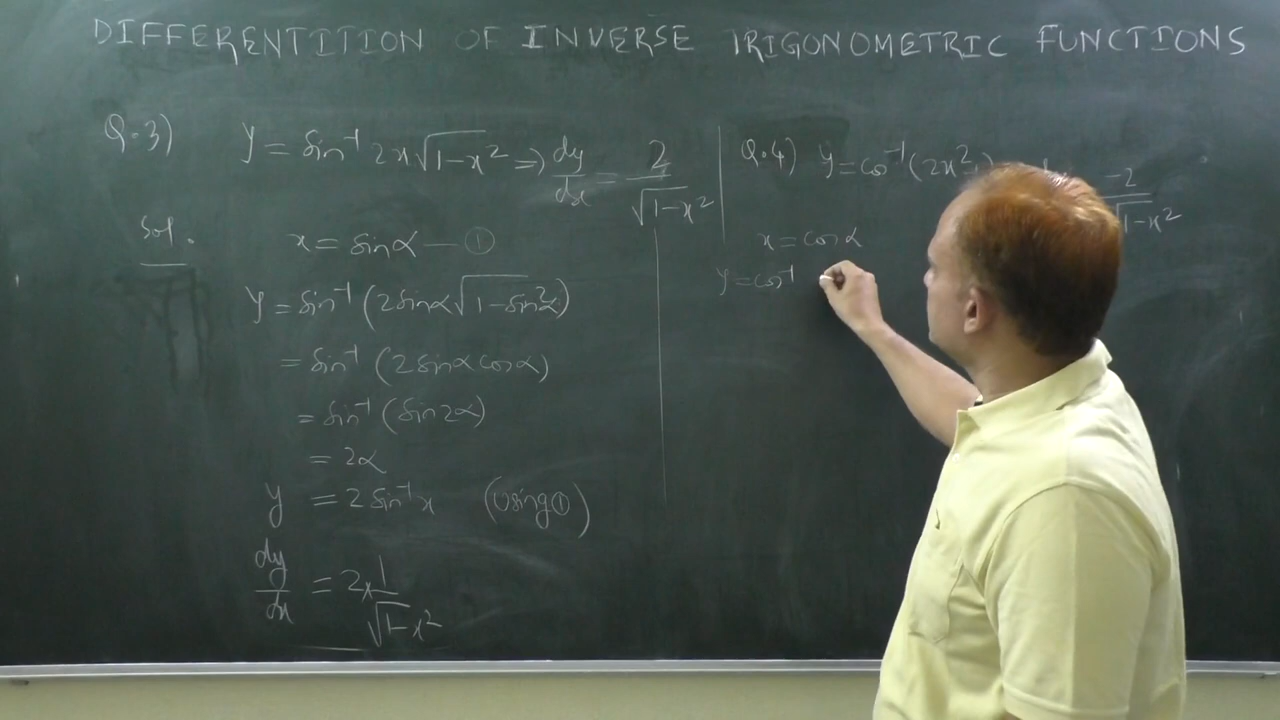 DIFFERENTITION OF INVERSE TRIGONOMETRIC FUNCTIONS
Q.3) y = sin⁻¹ 2x√(1-x²) ⇒ dy/dx = 2/√(1-x²)
Sol.
x = sinα — ①
y = sin⁻¹(2sinα√(1-sin²α))
= sin⁻¹(2sinα cosα)
= sin⁻¹(sin2α)
= 2α
y = 2 sin⁻¹x (using ①)
dy/dx = 2x 1/√(1-x²)
Q.4) y = cos⁻¹(2x² -2/√(1-x²)
x = cosα
y = cos⁻¹